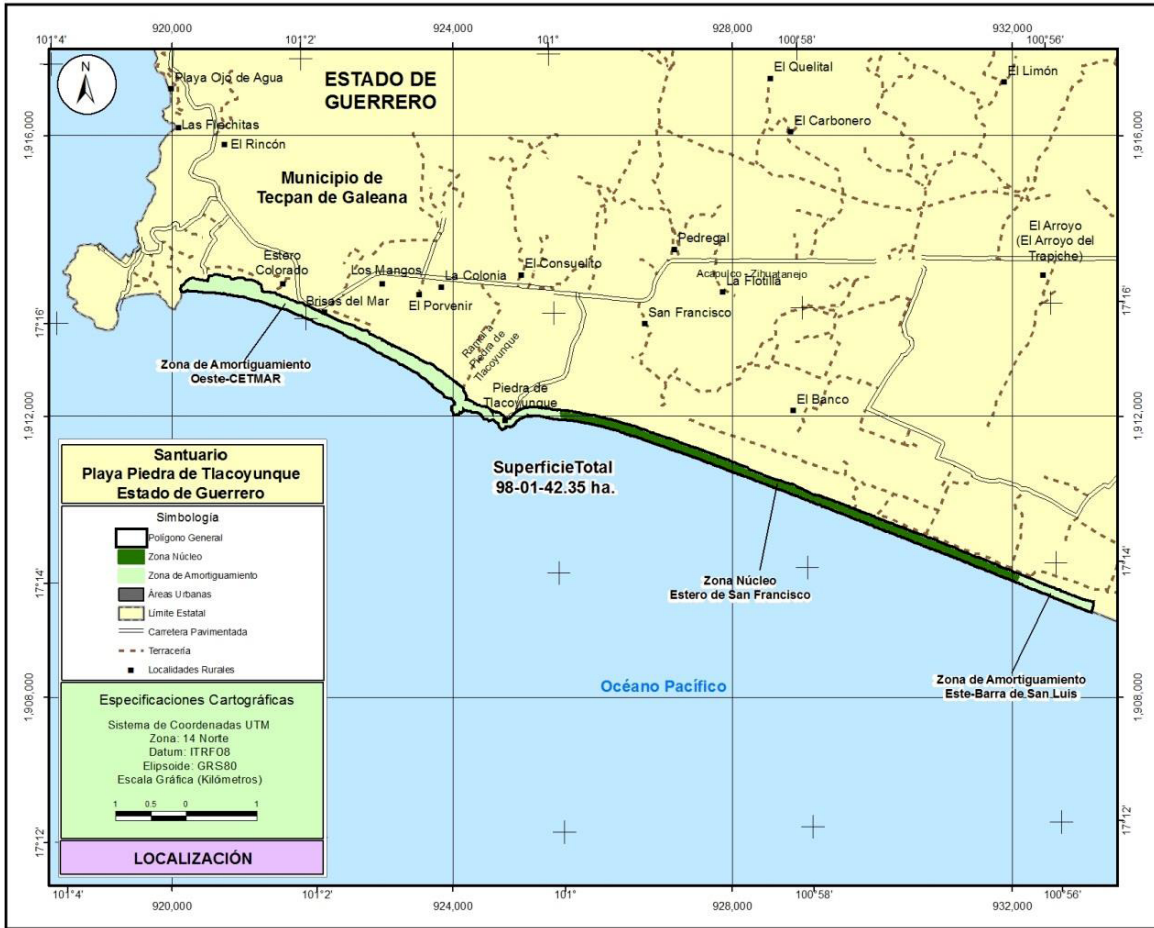 101°4'
920,000
101°2'
924,000
101°
928,000
100°58'
932,000
100°56'
N
Playa Ojo de Agua
ESTADO DE
GUERRERO
El Quelital
El Limón
1,916,000
1,916,000
Las Flechitas
El Rincón
El Carbonero
Municipio de
Tecpan de Galeana
Estero
Colorado
Los Mangos
La Colonia
El Consuelito
Pedregal
Acapulco - Zihuatanejo
La Flotilla
El Arroyo
(El Arroyo del
Trapiche)
Brisas del Mar
El Porvenir
San Francisco
17°16'
17°16'
Ramal a
Piedra de
Tlacoyunque
Zona de Amortiguamiento
Oeste-CETMAR
Piedra de
Tlacoyunque
El Banco
1,912,000
1,912,000
Santuario
Playa Piedra de Tlacoyunque
Estado de Guerrero
SuperficieTotal
98-01-42.35 ha.
Simbología
Polígono General
Zona Núcleo
Zona de Amortiguamiento
Áreas Urbanas
Límite Estatal
Carretera Pavimentada
Terracería
Localidades Rurales
17°14'
17°14'
Zona Núcleo
Estero de San Francisco
Zona de Amortiguamiento
Este-Barra de San Luis
Océano Pacífico
1,908,000
1,908,000
Especificaciones Cartográficas
Sistema de Coordenadas UTM
Zona: 14 Norte
Datum: ITRF08
Elipsoide: GRS80
Escala Gráfica (Kilómetros)
1 0.5 0 1
17°12'
17°12'
LOCALIZACIÓN
101°4'
920,000
101°2'
924,000
101°
928,000
100°58'
932,000
100°56'